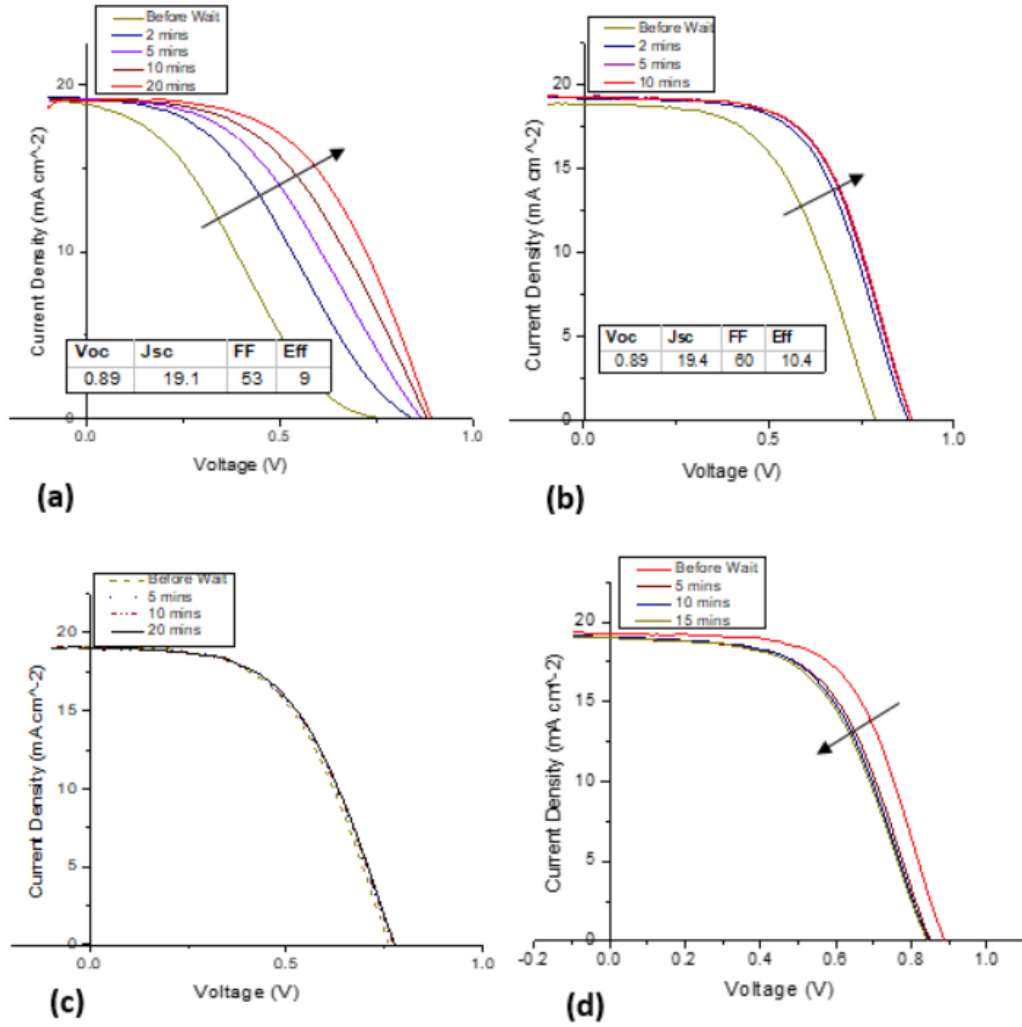 Before Wait
2 mins
5 mins
10 mins
20 mins
20
10
0
Current Density (mA cm^-2)
Voc Jsc FF Eff
0.89 19.1 53 9
0.0 0.5 1.0
Voltage (V)
(a)
Before Wait
2 mins
5 mins
10 mins
20
15
10
5
0
Current Density (mA cm^-2)
Voc Jsc FF Eff
0.89 19.4 60 10.4
0.0 0.5 1.0
Voltage (V)
(b)
Before Wait
5 mins
10 mins
20 mins
20
15
10
5
0
Current Density (mA cm^-2)
0.0 0.5 1.0
Voltage (V)
(c)
Before Wait
5 mins
10 mins
15 mins
20
15
10
5
0
Current Density (mA cm^-2)
-0.2 0.0 0.2 0.4 0.6 0.8 1.0
Voltage (V)
(d)